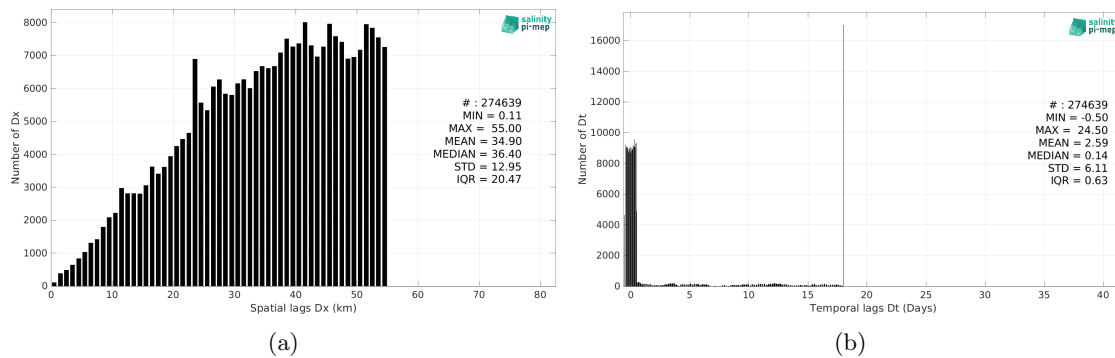 8000
7000
6000
5000
4000
3000
2000
1000
0
Number of Dx
0 10 20 30 40 50 60 70 80
Spatial lags Dx (km)
salinity
pi-mep
# : 274639
MIN = 0.11
MAX = 55.00
MEAN = 34.90
MEDIAN = 36.40
STD = 12.95
IQR = 20.47
(a)
16000
14000
12000
10000
8000
6000
4000
2000
0
Number of Dt
0 5 10 15 20 25 30 35 40
Temporal lags Dt (Days)
salinity
pi-mep
# : 274639
MIN = -0.50
MAX = 24.50
MEAN = 2.59
MEDIAN = 0.14
STD = 6.11
IQR = 0.63
(b)